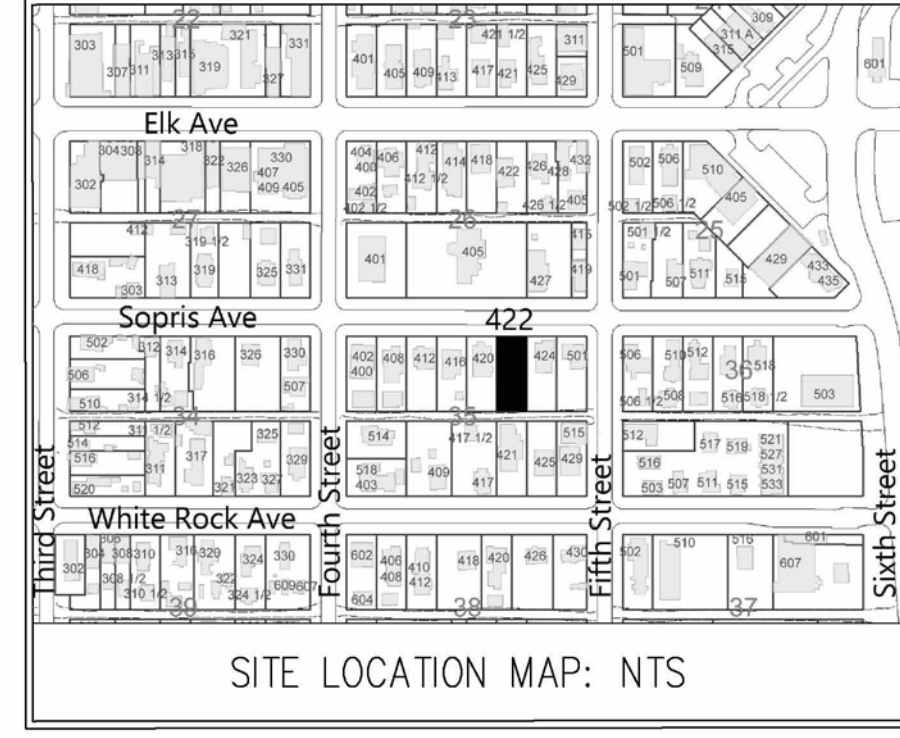 22 23
303 307 311 313 315 319 321 327 331
401 405 409 413 417 421 1/2 421 425 311 429
501 509 315 311 A 309 601
Elk Ave
302 304 308 314 318 322 326 330 407 409 405
404 406 402 402 1/2 412 412 1/2 414 418 422 426 428 426 1/2 432 405
502 506 502 1/2 506 1/2 510 405
27 26 25
412 418 303 313 319 1/2 319 325 331
401 405 427 419
501 1/2 501 507 511 515 429 433 435
Sopris Ave
422
502 506 510 312 314 314 1/2 316 326 330 507
402 400 408 412 416 420 424 501
506 506 1/2 510 508 512 36 516 518 518 1/2 503
34 35
512 514 516 520 311 1/2 311 317 321 325 323 327 329
514 518 403 409 417 1/2 417 421 425 515 429
512 516 503 507 517 511 519 515 521 527 531 533
Third Street
Fourth Street
Fifth Street
Sixth Street
White Rock Ave
302 304 306 308 308 1/2 310 310 1/2 316 320 322 324 324 1/2 330 609 607
602 604 406 408 410 412 418 420 426 430
502 510 516 601 607
39 38 37
SITE LOCATION MAP: NTS